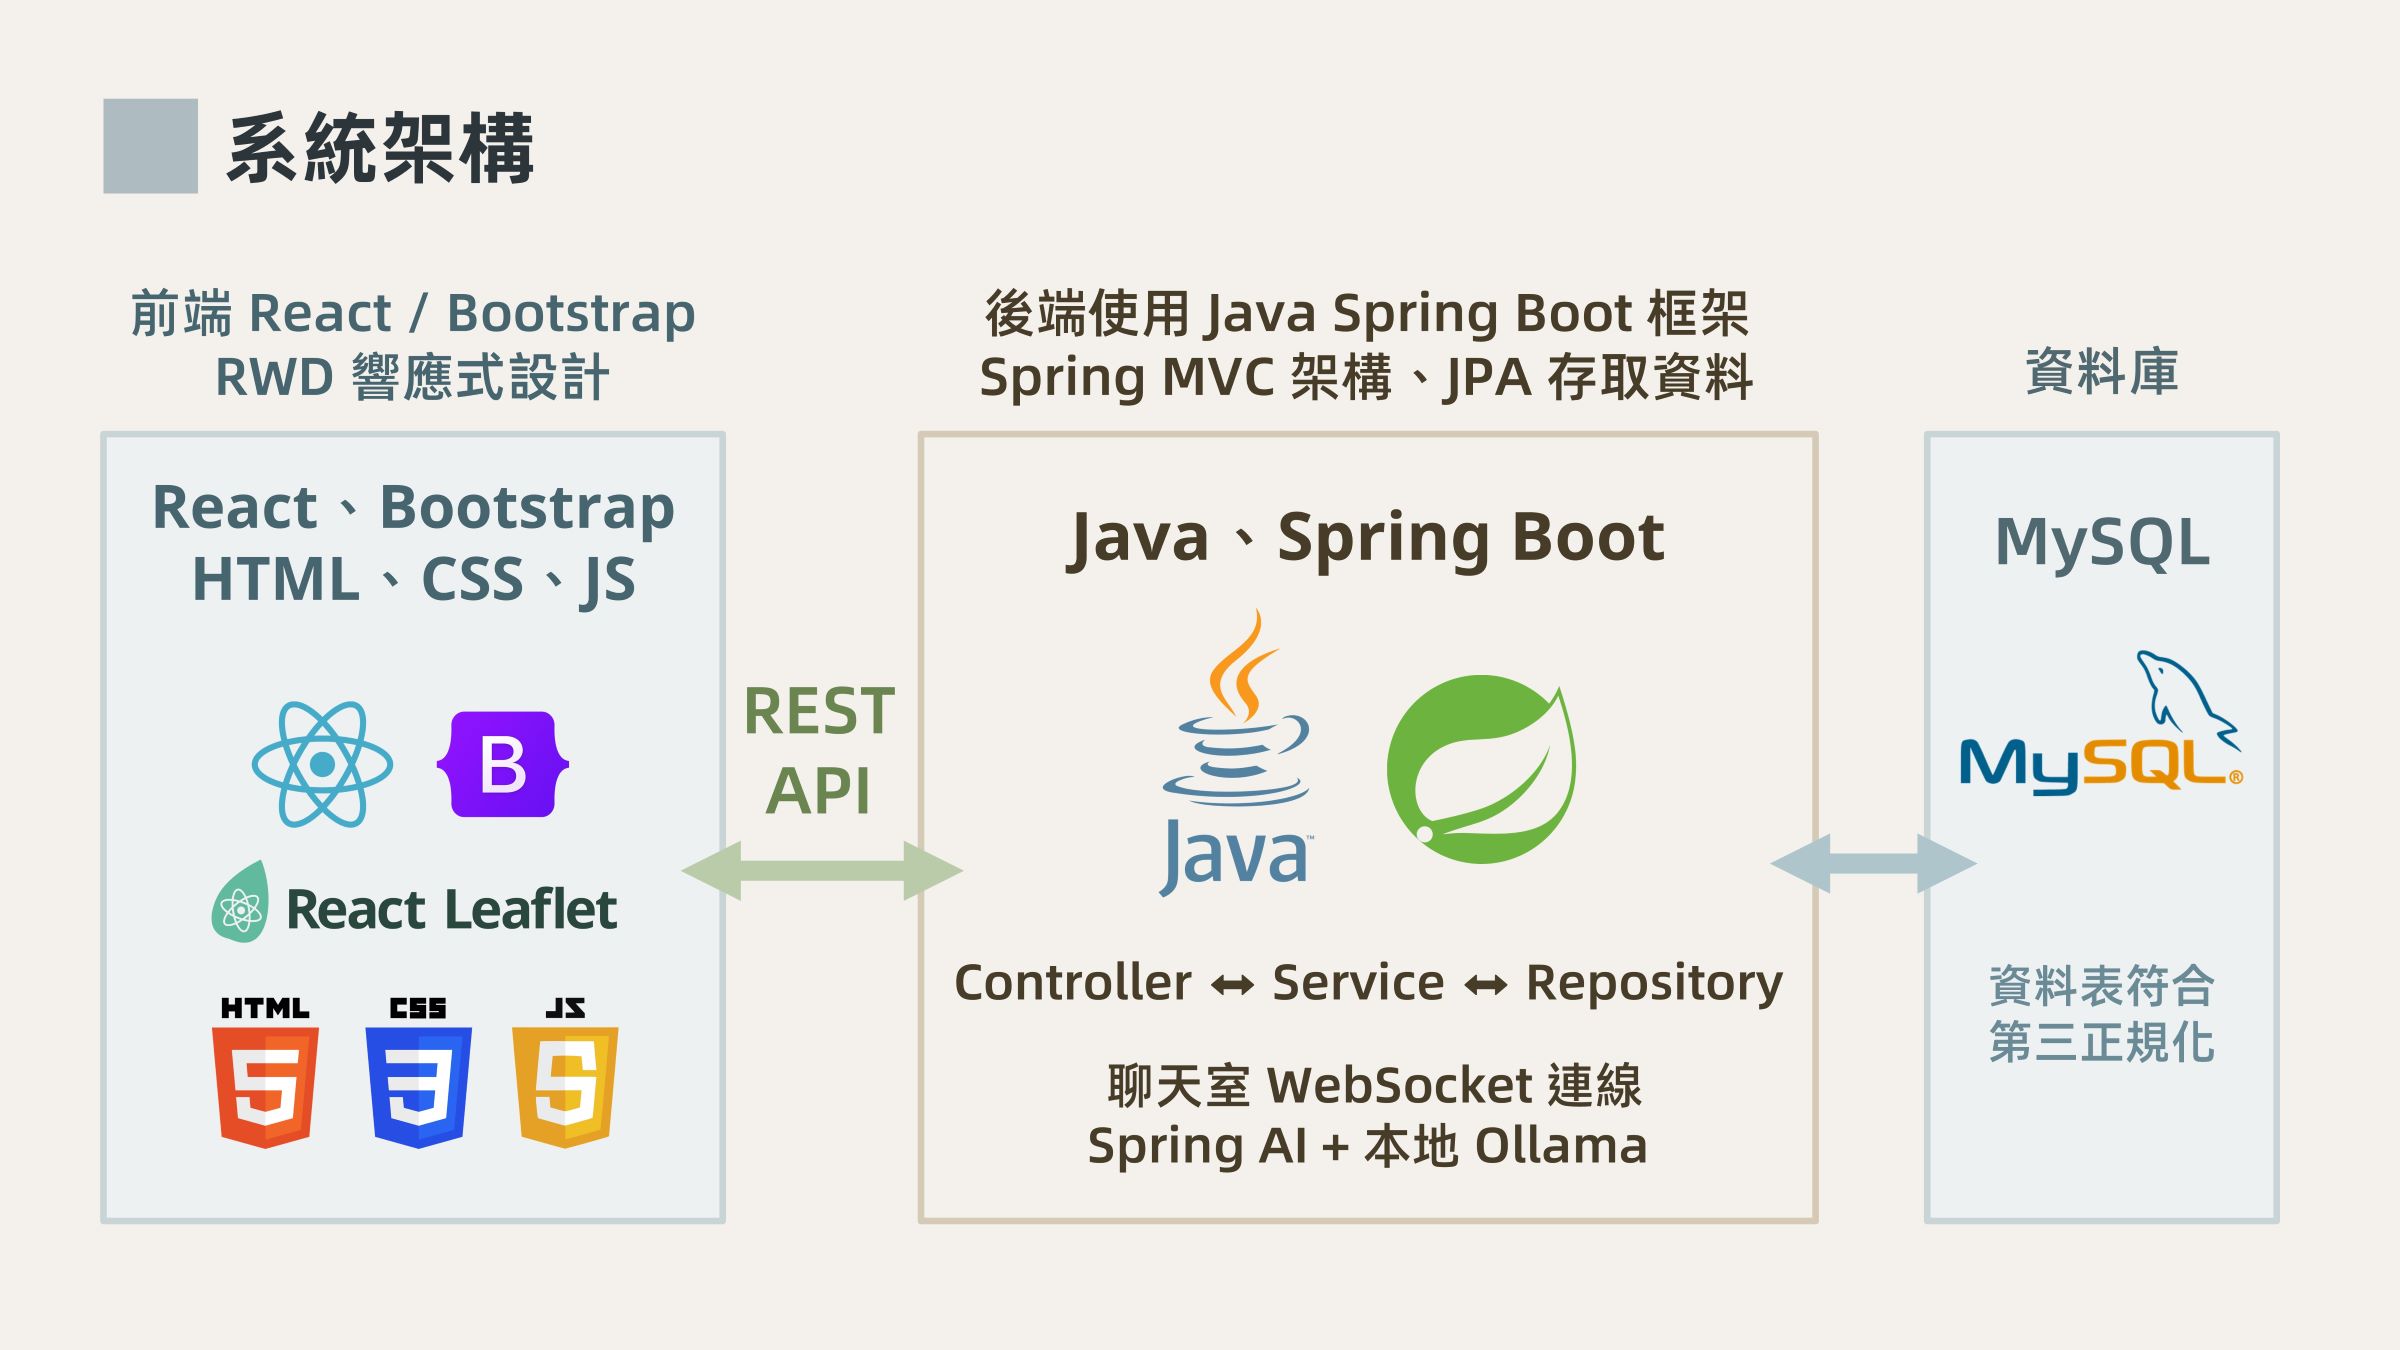 系統架構
前端 React / Bootstrap
RWD 響應式設計
React、Bootstrap
HTML、CSS、JS
B
React Leaflet
HTML
CSS
JS
REST
API
後端使用 Java Spring Boot 框架
Spring MVC 架構、JPA 存取資料
Java、Spring Boot
Java™
Controller ↔ Service ↔ Repository
聊天室 WebSocket 連線
Spring AI + 本地 Ollama
資料庫
MySQL
MySQL®
資料表符合
第三正規化